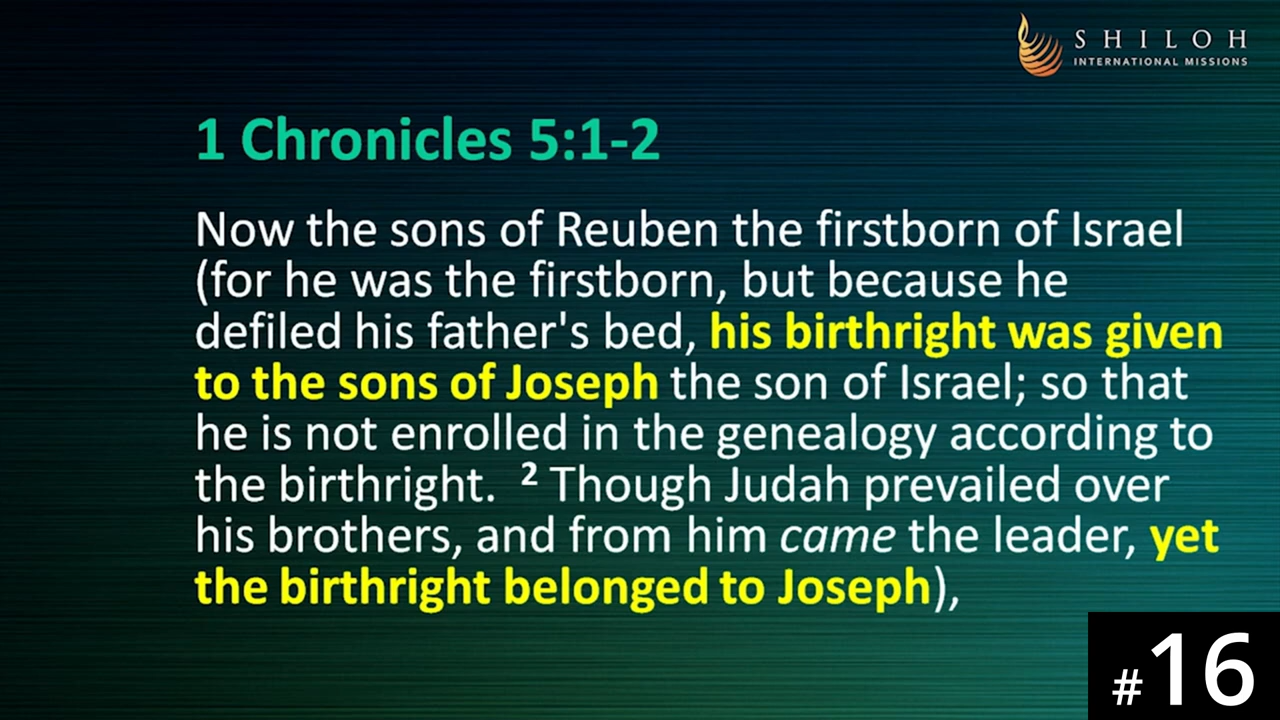 SHILOH
INTERNATIONAL MISSIONS
1 Chronicles 5:1-2
Now the sons of Reuben the firstborn of Israel
(for he was the firstborn, but because he
defiled his father's bed, his birthright was given
to the sons of Joseph the son of Israel; so that
he is not enrolled in the genealogy according to
the birthright. ² Though Judah prevailed over
his brothers, and from him came the leader, yet
the birthright belonged to Joseph),
#16